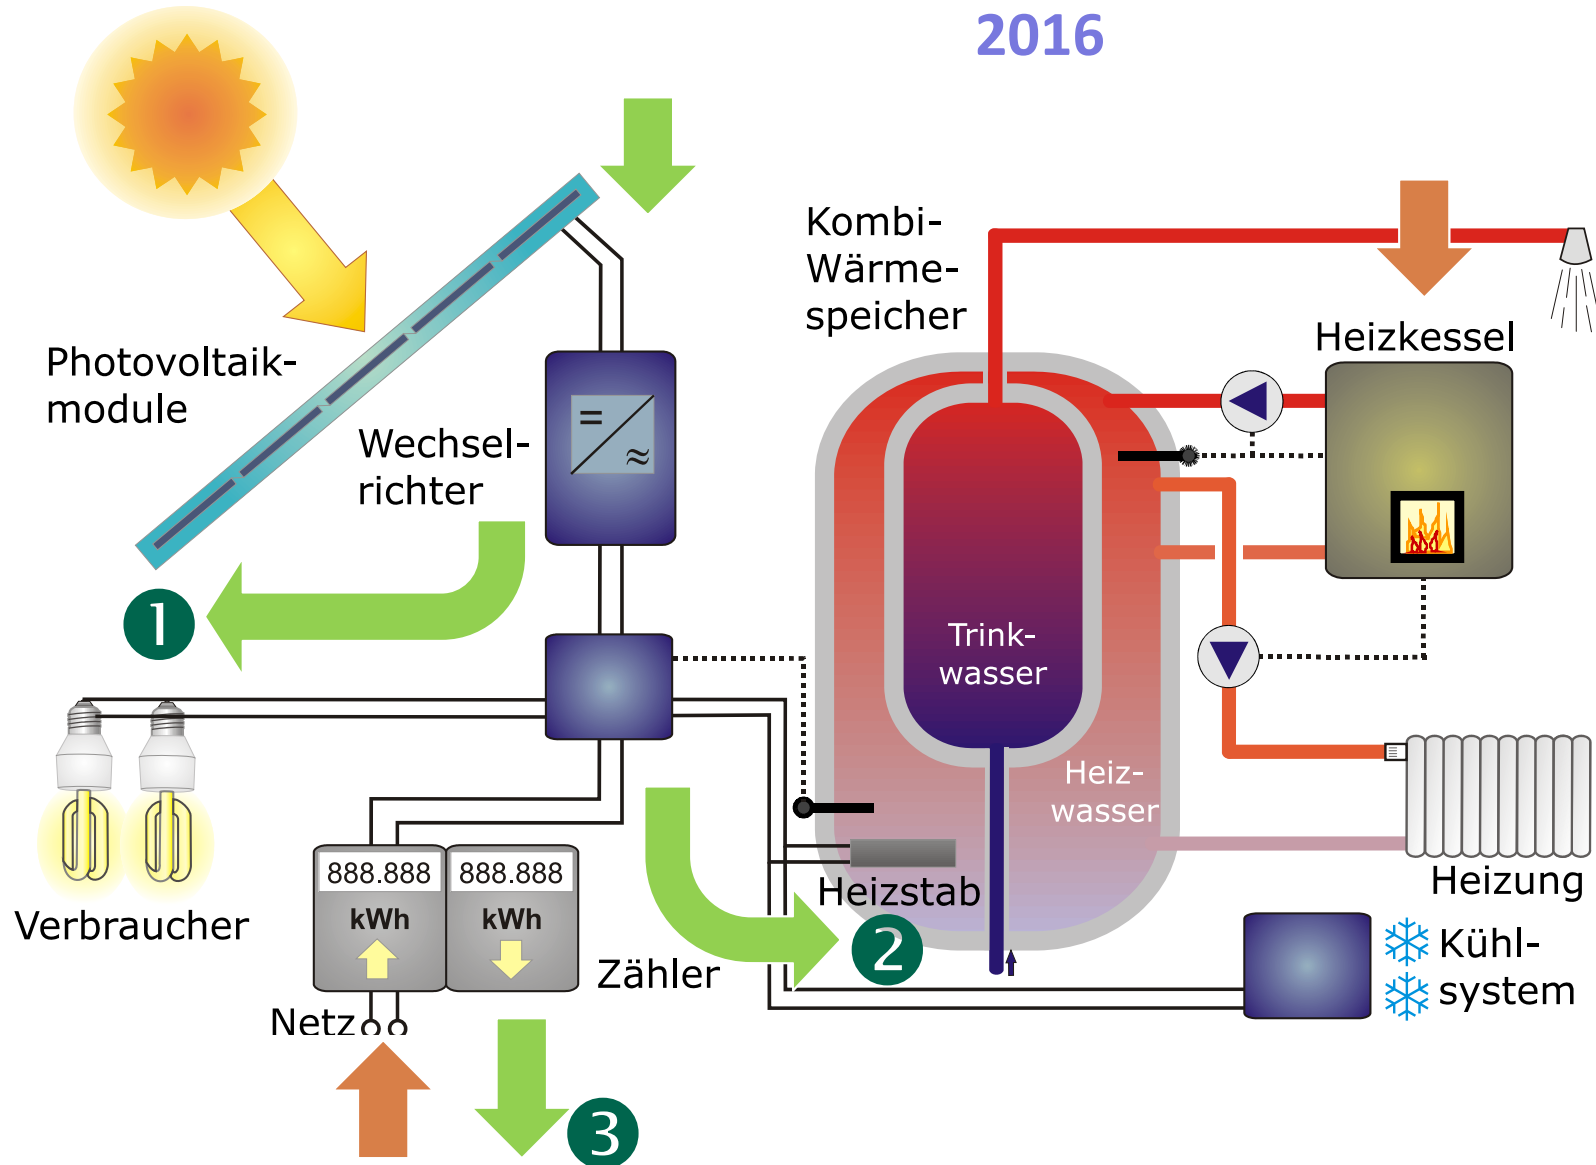 2016
Kombi-
Wärme-
speicher
Heizkessel
Photovoltaik-
module
=
≈
Wechsel-
richter
1
Trink-
wasser
Heiz-
wasser
888.888
888.888
kWh
kWh
Heizstab
Heizung
Verbraucher
2
Zähler
Kühl-
system
Netz
3